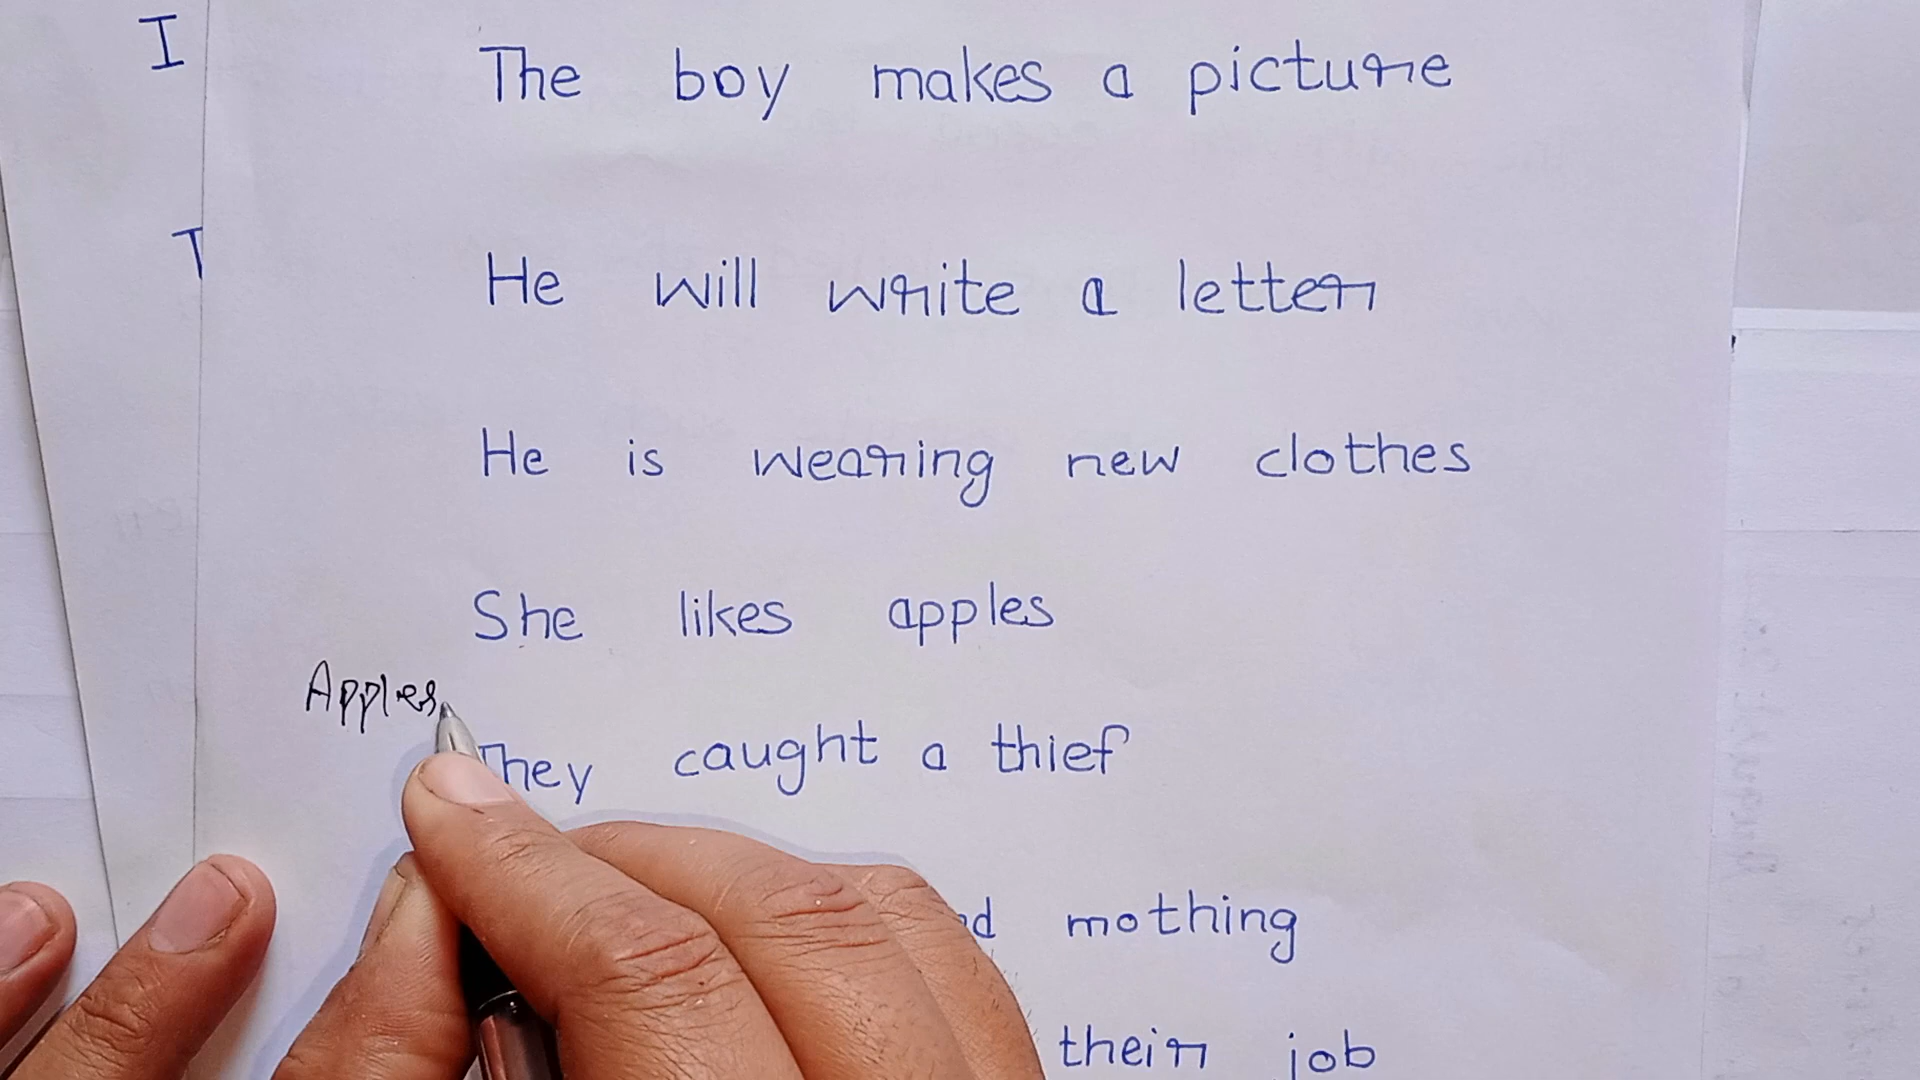 I
The boy makes a picture
T
He will write a letter
He is wearing new clothes
She likes apples
Apples
They caught a thief
mothing
their job